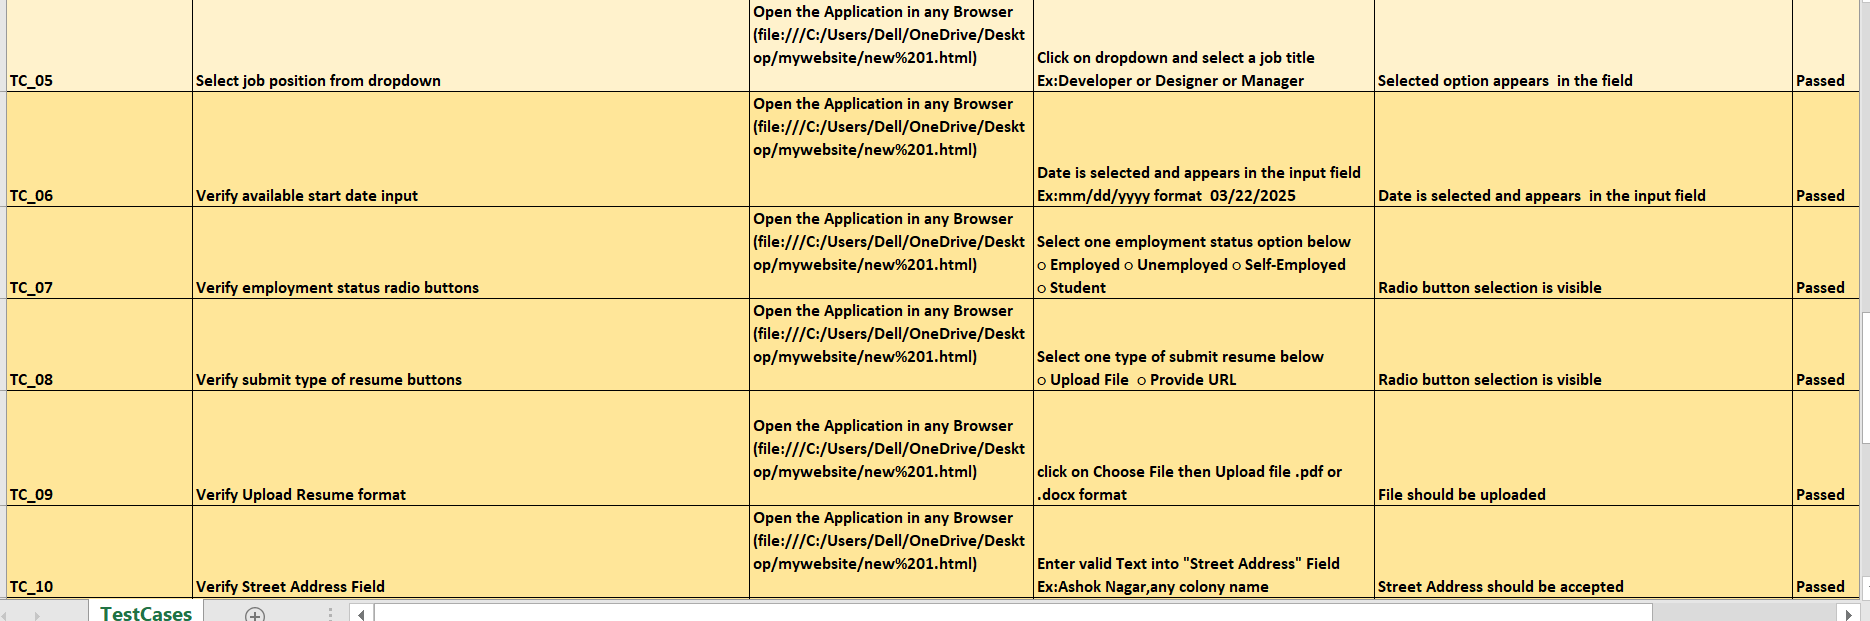 Open the Application in any Browser
(file:///C:/Users/Dell/OneDrive/Deskt
op/mywebsite/new%201.html)
Click on dropdown and select a job title
TC_05 Select job position from dropdown Ex:Developer or Designer or Manager Selected option appears  in the field Passed
Open the Application in any Browser
(file:///C:/Users/Dell/OneDrive/Deskt
op/mywebsite/new%201.html)
Date is selected and appears in the input field
TC_06 Verify available start date input Ex:mm/dd/yyyy format  03/22/2025 Date is selected and appears  in the input field Passed
Open the Application in any Browser
(file:///C:/Users/Dell/OneDrive/Deskt Select one employment status option below
op/mywebsite/new%201.html) o Employed o Unemployed o Self-Employed
TC_07 Verify employment status radio buttons o Student Radio button selection is visible Passed
Open the Application in any Browser
(file:///C:/Users/Dell/OneDrive/Deskt
op/mywebsite/new%201.html) Select one type of submit resume below
TC_08 Verify submit type of resume buttons o Upload File  o Provide URL Radio button selection is visible Passed
Open the Application in any Browser
(file:///C:/Users/Dell/OneDrive/Deskt
op/mywebsite/new%201.html) click on Choose File then Upload file .pdf or
TC_09 Verify Upload Resume format .docx format File should be uploaded Passed
Open the Application in any Browser
(file:///C:/Users/Dell/OneDrive/Deskt
op/mywebsite/new%201.html) Enter valid Text into "Street Address" Field
TC_10 Verify Street Address Field Ex:Ashok Nagar,any colony name Street Address should be accepted Passed
TestCases